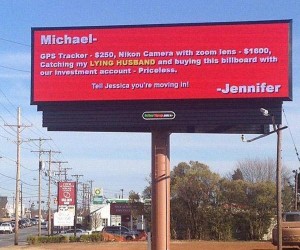 Michael-
GPS Tracker - $250, Nikon Camera with zoom lens - $1600,
Catching my LYING HUSBAND and buying this billboard with
our investment account - Priceless.
Tell Jessica you're moving in!
-Jennifer